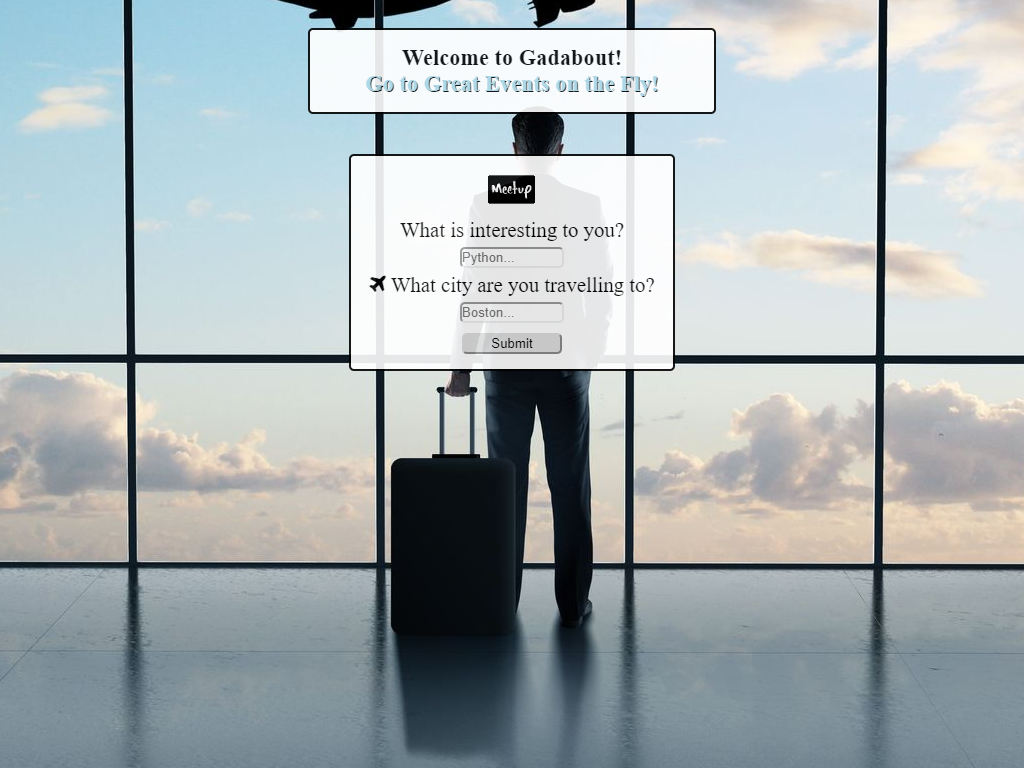 Welcome to Gadabout!
Go to Great Events on the Fly!
Meetup
What is interesting to you?
Python...
What city are you travelling to?
Boston...
Submit